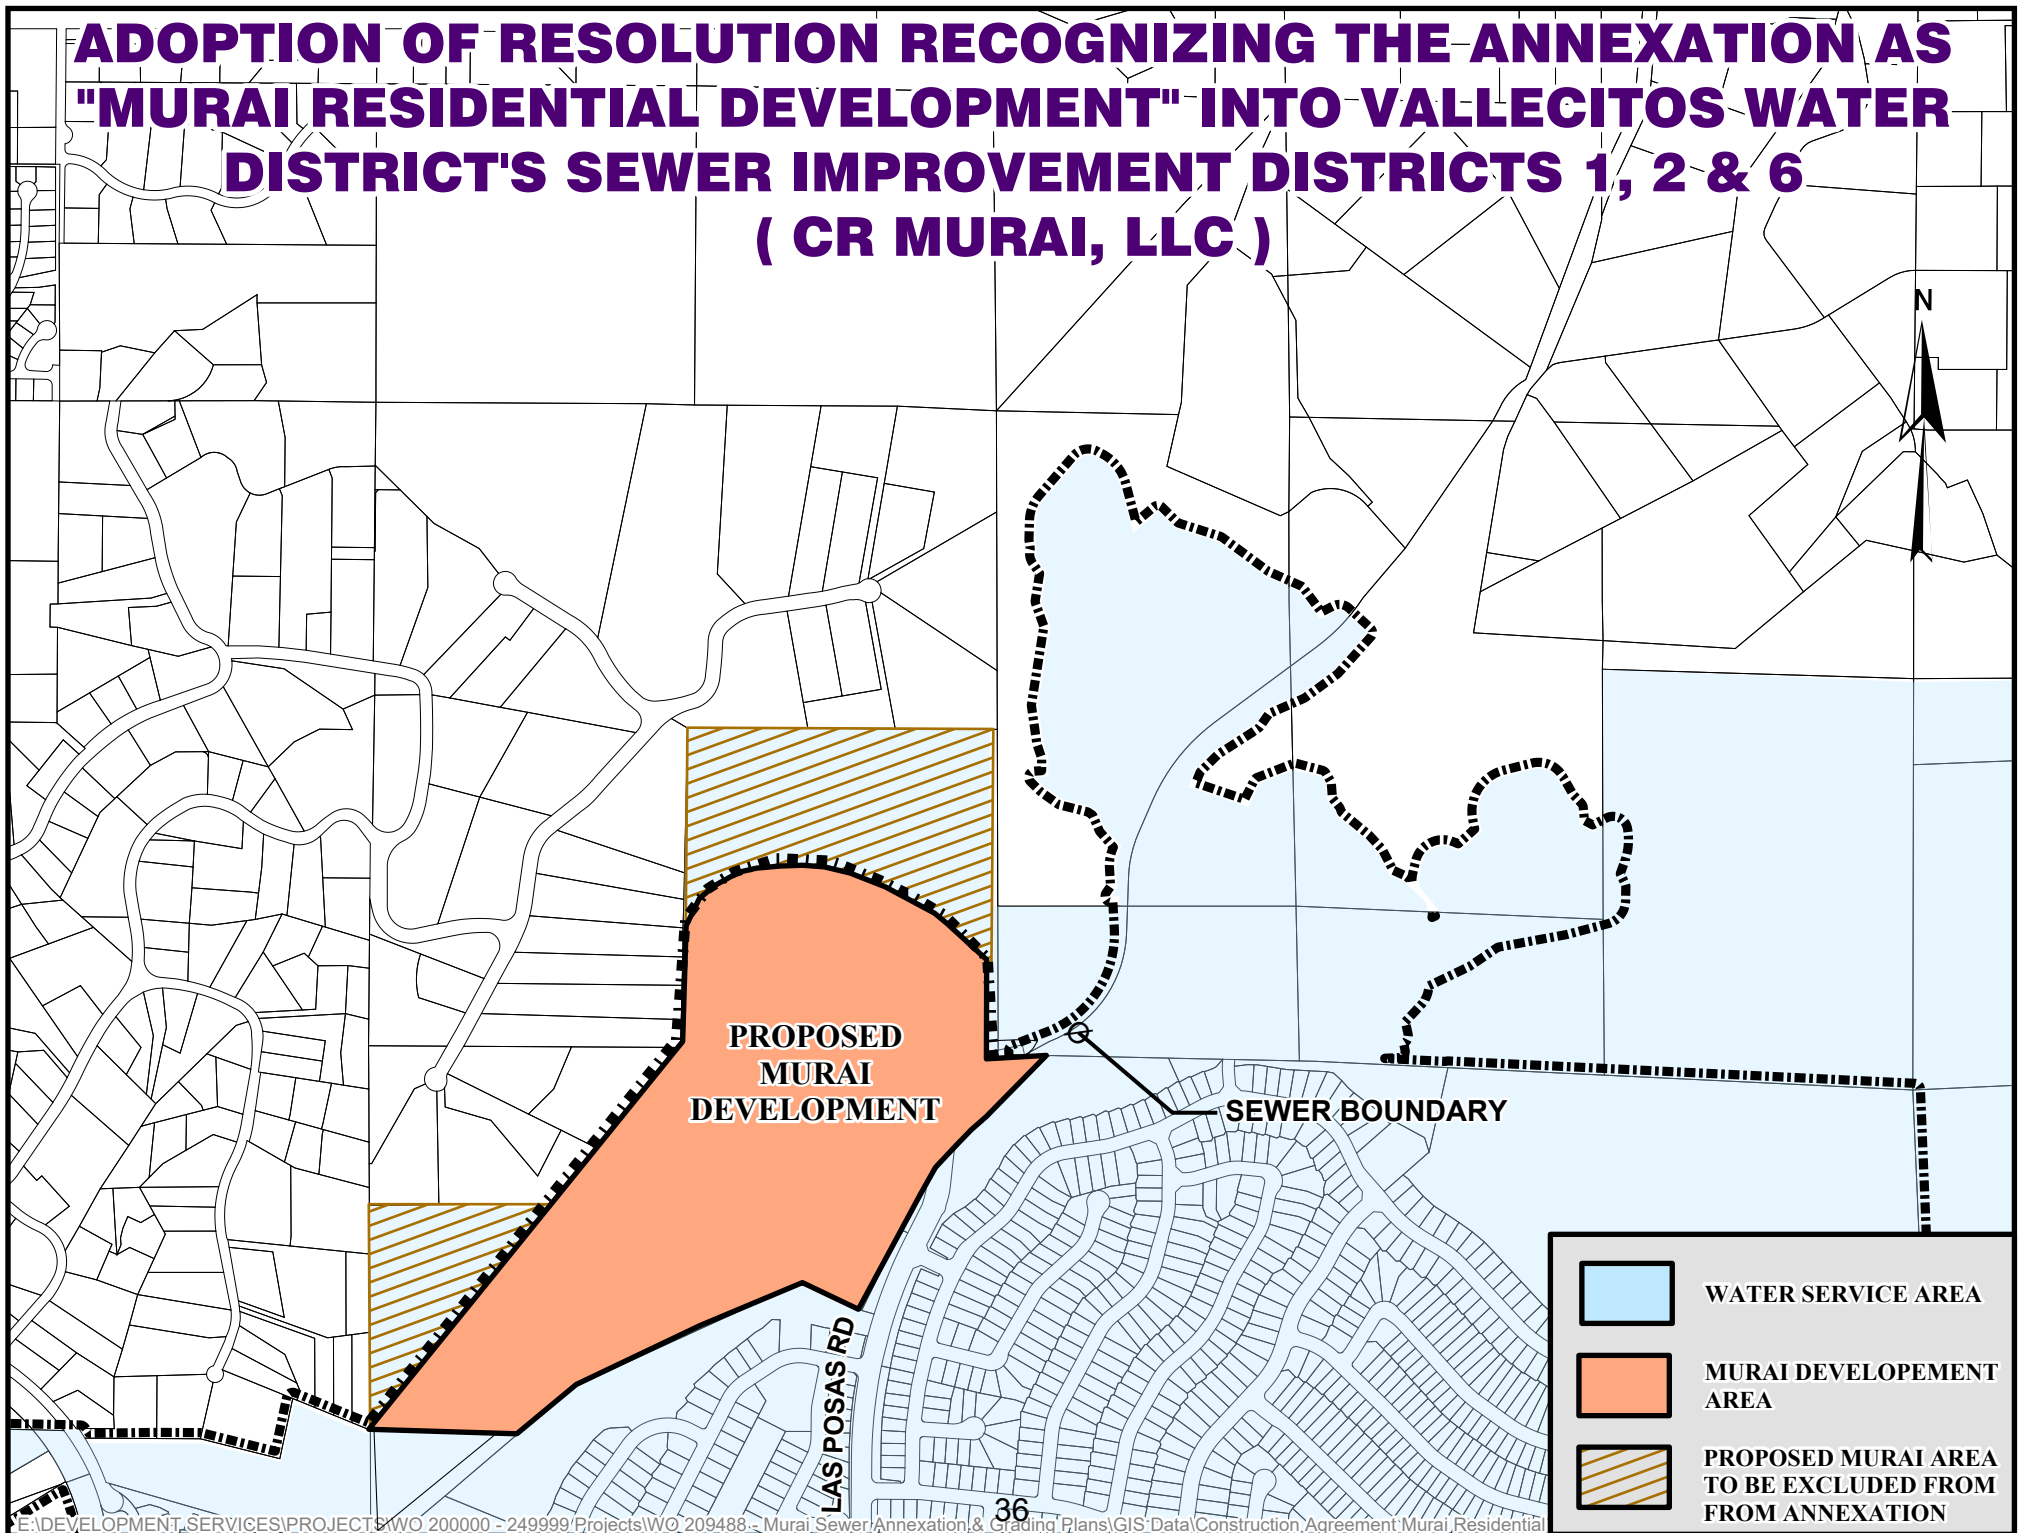 ADOPTION OF RESOLUTION RECOGNIZING THE ANNEXATION AS
"MURAI RESIDENTIAL DEVELOPMENT" INTO VALLECITOS WATER
DISTRICT'S SEWER IMPROVEMENT DISTRICTS 1, 2 & 6
( CR MURAI, LLC )
N
PROPOSED
MURAI
DEVELOPMENT
SEWER BOUNDARY
LAS POSAS RD
WATER SERVICE AREA
MURAI DEVELOPEMENT
AREA
PROPOSED MURAI AREA
TO BE EXCLUDED FROM
FROM ANNEXATION
36
E:\DEVELOPMENT SERVICES\PROJECTS\WO 200000 - 249999 Projects\WO 209488 - Murai Sewer Annexation & Grading Plans\GIS Data\Construction Agreement Murai Residential